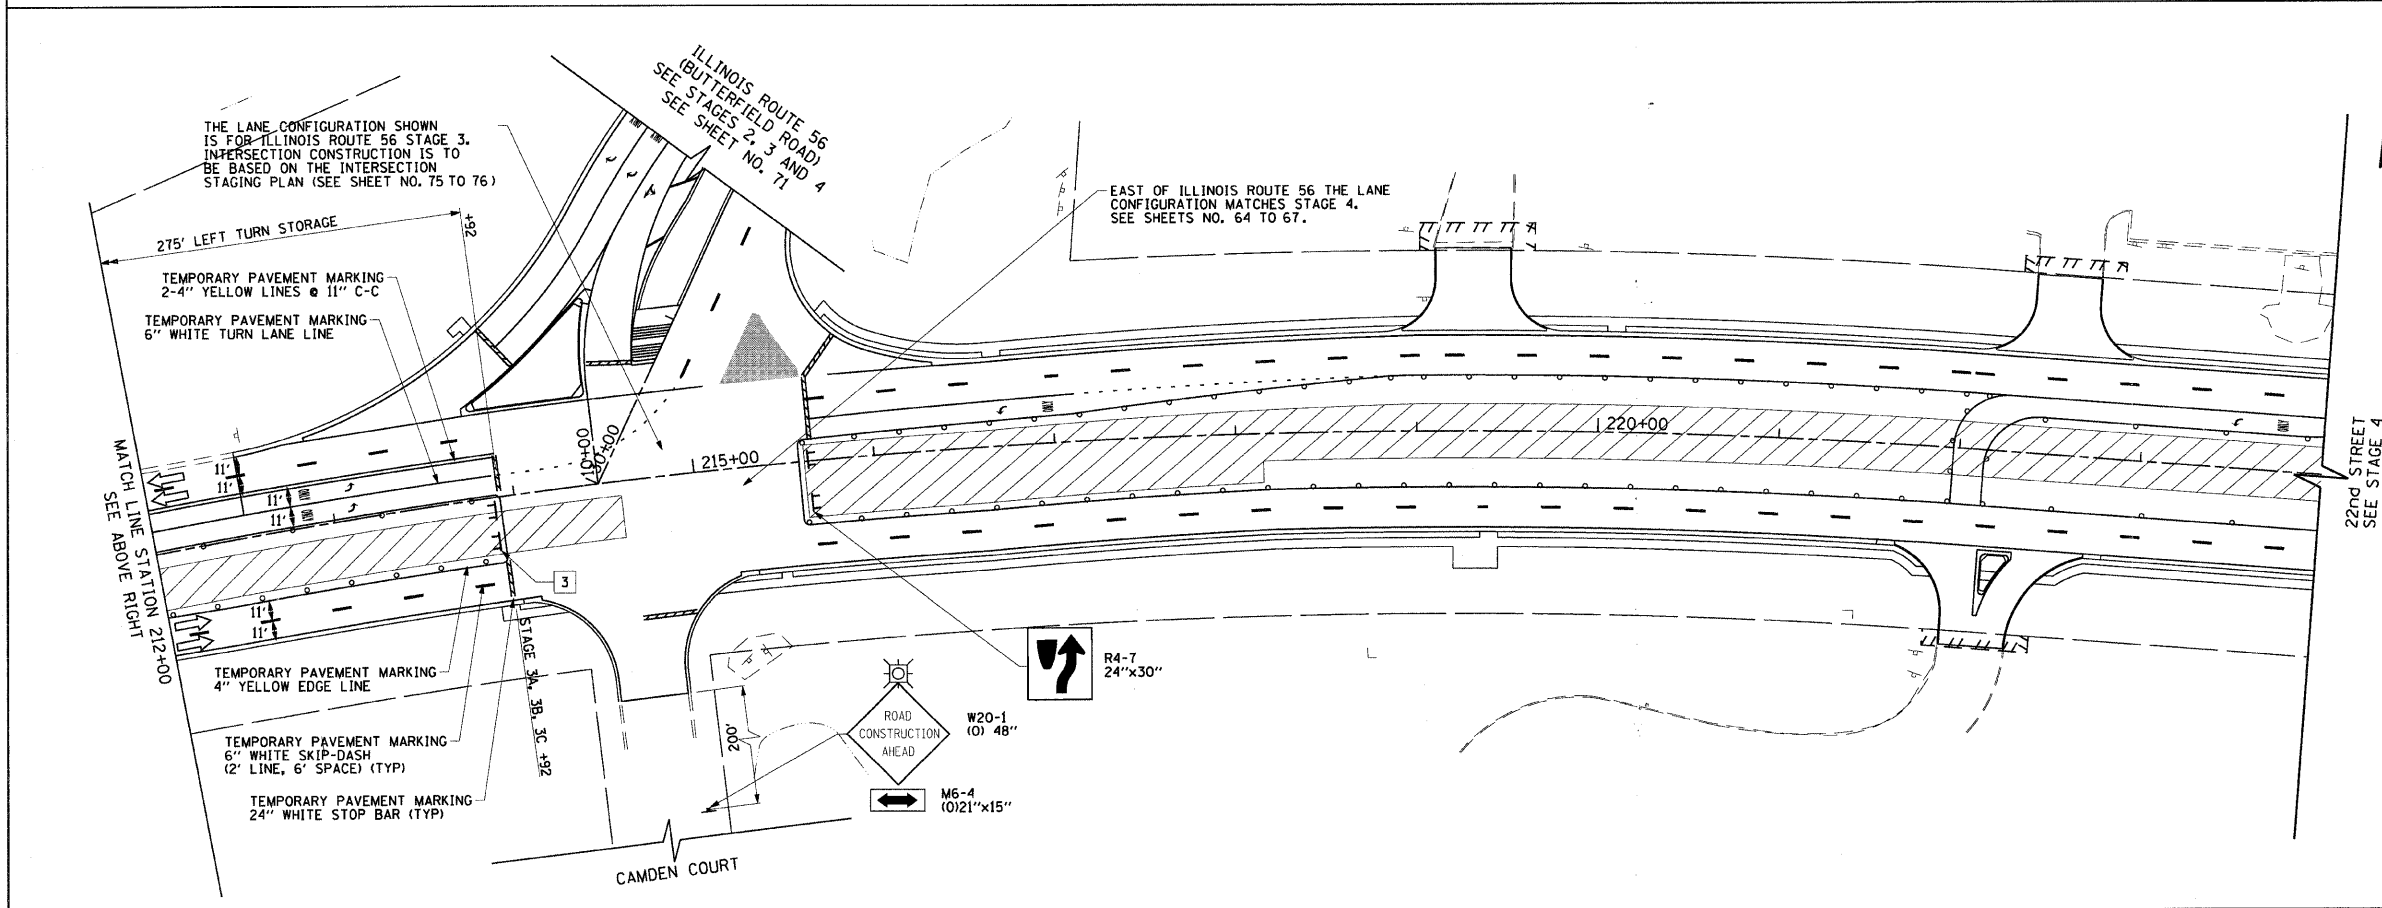 ILLINOIS ROUTE 56
(BUTTERFIELD ROAD)
SEE STAGES 2, 3 AND 4
SEE SHEET NO. 71
THE LANE CONFIGURATION SHOWN
IS FOR ILLINOIS ROUTE 56 STAGE 3.
INTERSECTION CONSTRUCTION IS TO
BE BASED ON THE INTERSECTION
STAGING PLAN (SEE SHEET NO. 75 TO 76)
EAST OF ILLINOIS ROUTE 56 THE LANE
CONFIGURATION MATCHES STAGE 4.
SEE SHEETS NO. 64 TO 67.
275' LEFT TURN STORAGE
+92
TEMPORARY PAVEMENT MARKING
2-4" YELLOW LINES @ 11" C-C
TEMPORARY PAVEMENT MARKING
6" WHITE TURN LANE LINE
ONLY
ONLY
220+00
215+00
130+00
MATCH LINE STATION 212+00
SEE ABOVE RIGHT
11'
11'
11'
11'
ONLY
ONLY
11'
11'
3
22nd STREET
SEE STAGE 4
STAGE 3A, 3B, 3C +92
TEMPORARY PAVEMENT MARKING
4" YELLOW EDGE LINE
TEMPORARY PAVEMENT MARKING
6" WHITE SKIP-DASH
(2' LINE, 6' SPACE) (TYP)
TEMPORARY PAVEMENT MARKING
24" WHITE STOP BAR (TYP)
200'
R4-7
24"x30"
ROAD
CONSTRUCTION
AHEAD
W20-1
(O) 48"
M6-4
(O)21"x15"
CAMDEN COURT